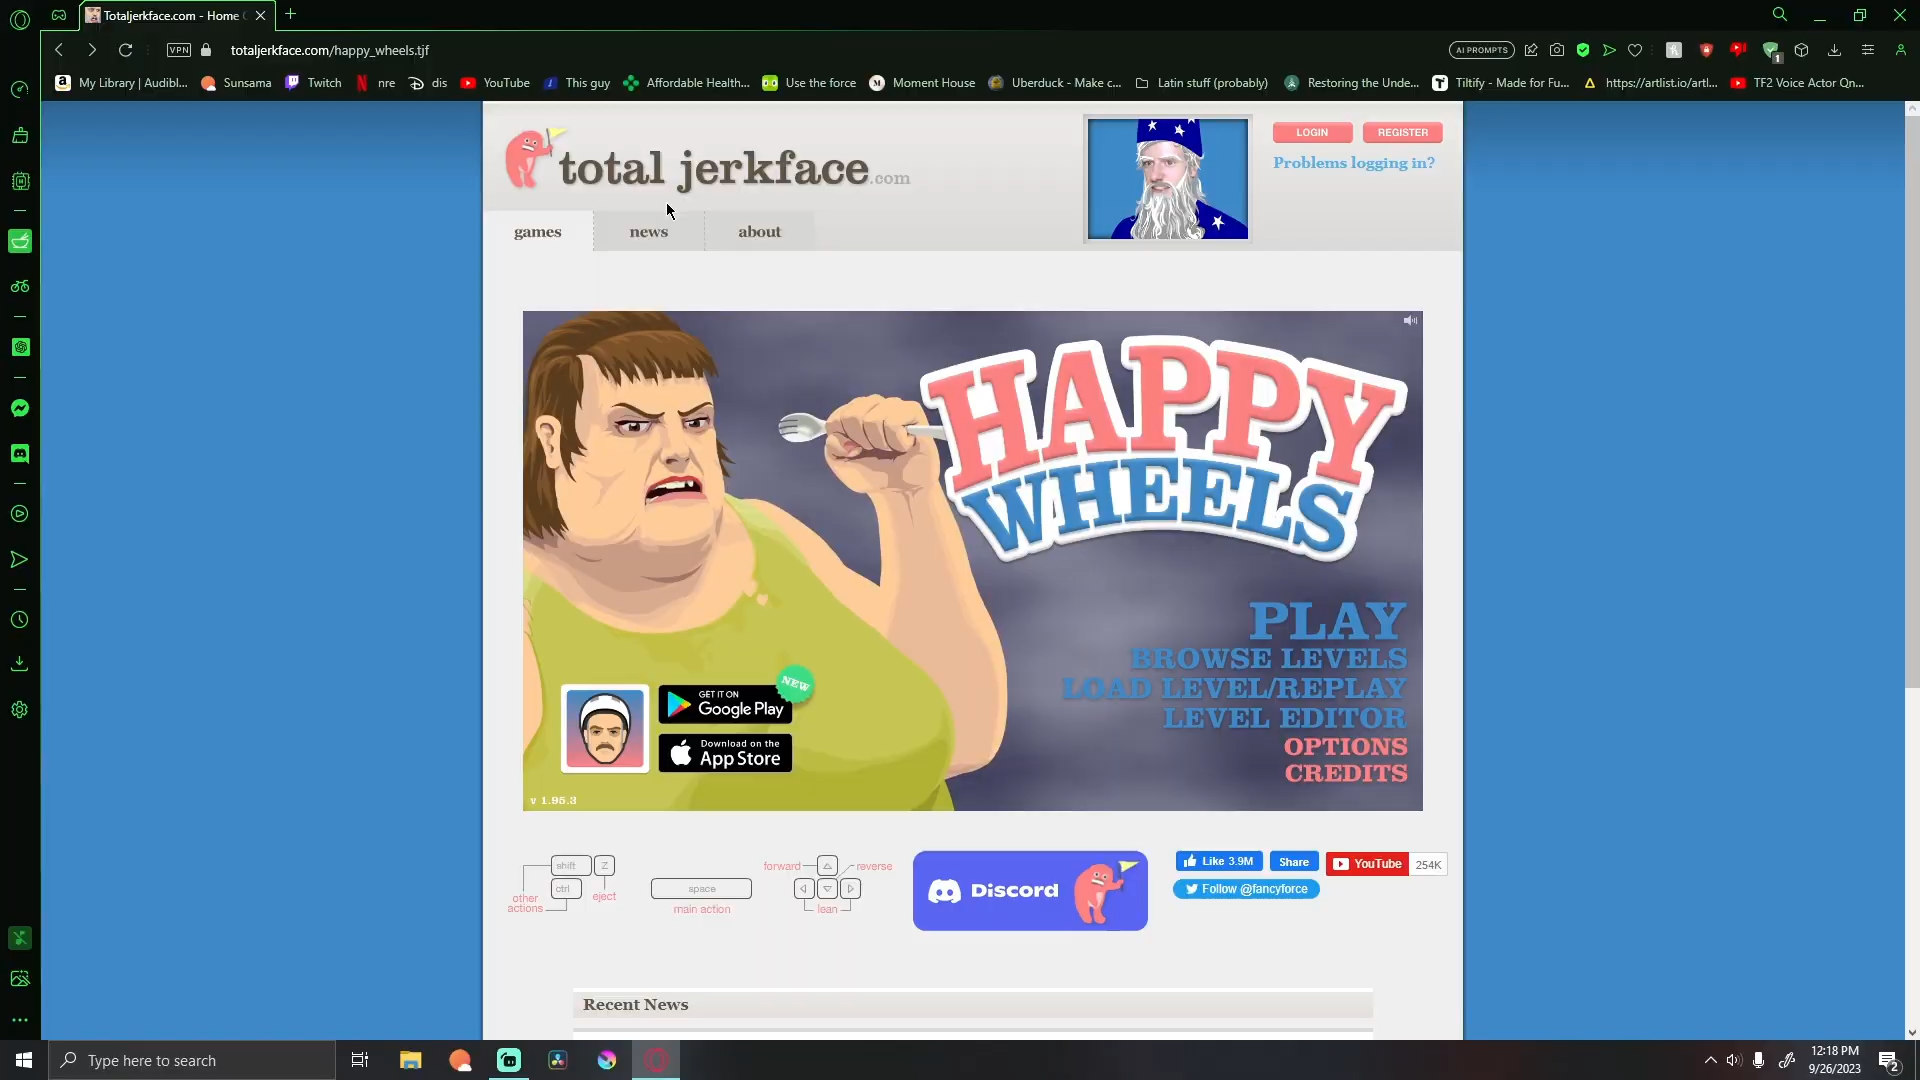 Totaljerkface.com - Home
VPN
totaljerkface.com/happy_wheels.tjf
AI PROMPTS
1
My Library | Audibl...
Sunsama
Twitch
nre
dis
YouTube
This guy
Affordable Health...
Use the force
Moment House
Uberduck - Make c...
Latin stuff (probably)
Restoring the Unde...
Tiltify - Made for Fu...
https://artlist.io/artl...
TF2 Voice Actor Qn...
total jerkface.com
LOGIN
REGISTER
Problems logging in?
games
news
about
HAPPY
WHEELS
PLAY
BROWSE LEVELS
LOAD LEVEL/REPLAY
LEVEL EDITOR
OPTIONS
CREDITS
NEW
GET IT ON
Google Play
Download on the
App Store
v 1.95.3
shift
Z
ctrl
other
actions
eject
space
main action
forward
reverse
lean
Discord
Like 3.9M
Share
YouTube
254K
Follow @fancyforce
Recent News
Type here to search
12:18 PM
9/26/2023
2